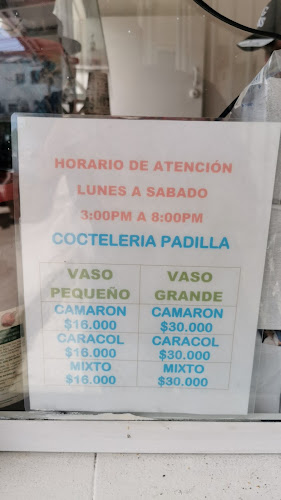 HORARIO DE ATENCIÓN
LUNES A SABADO
3:00PM A 8:00PM
COCTELERIA PADILLA
VASO PEQUEÑO VASO GRANDE
CAMARON $16.000 CAMARON $30.000
CARACOL $16.000 CARACOL $30.000
MIXTO $16.000 MIXTO $30.000